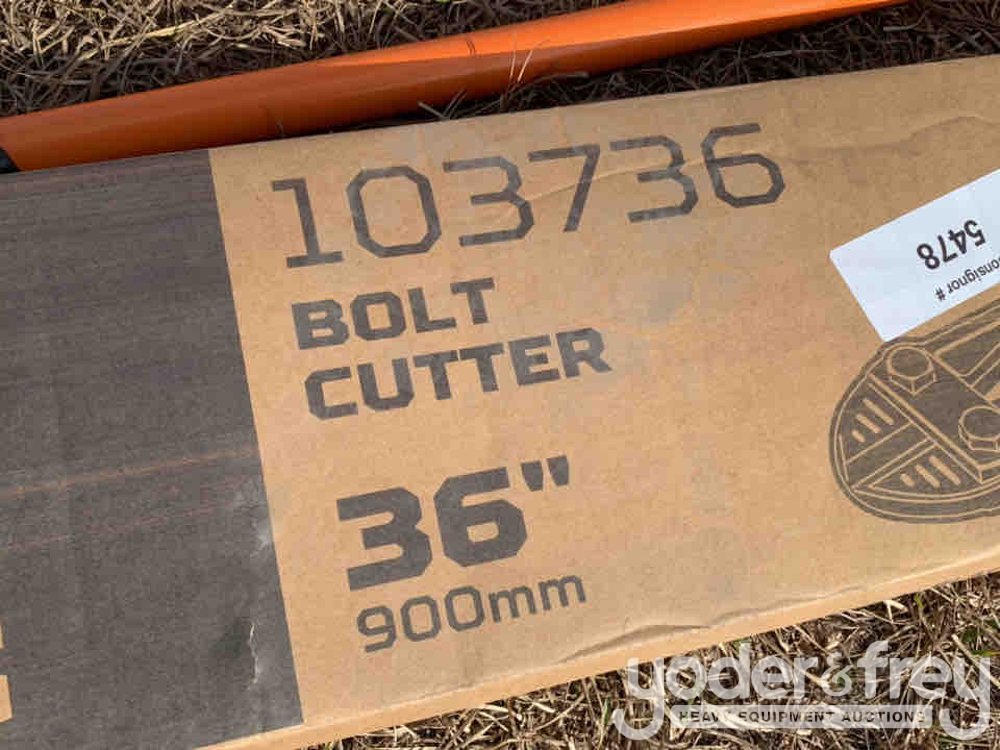 103736
BOLT
CUTTER
36"
900mm
5478
onsignor #
yoder&frey
HEAVY EQUIPMENT AUCTIONS